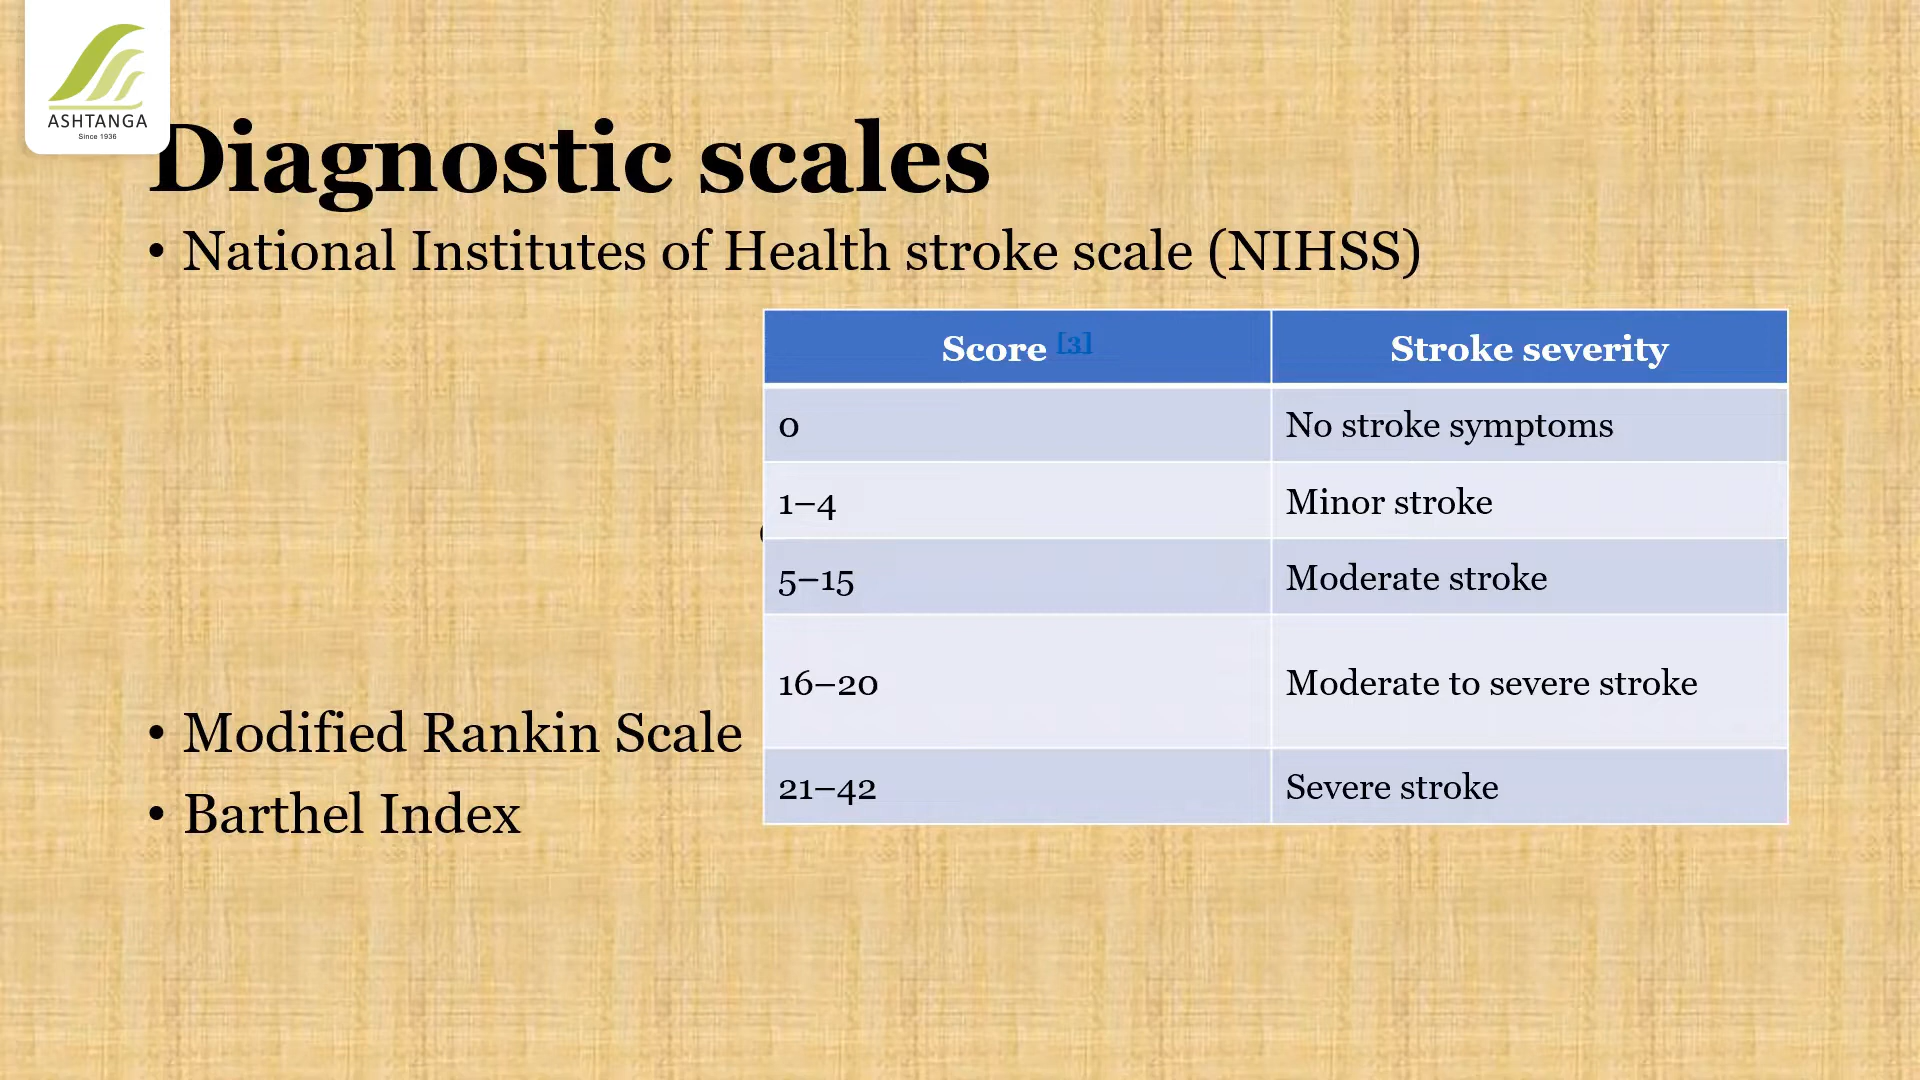 ASHTANGA
Since 1936
Diagnostic scales
• National Institutes of Health stroke scale (NIHSS)
Score [3] Stroke severity
0 No stroke symptoms
1–4 Minor stroke
5–15 Moderate stroke
16–20 Moderate to severe stroke
21–42 Severe stroke
• Modified Rankin Scale
• Barthel Index